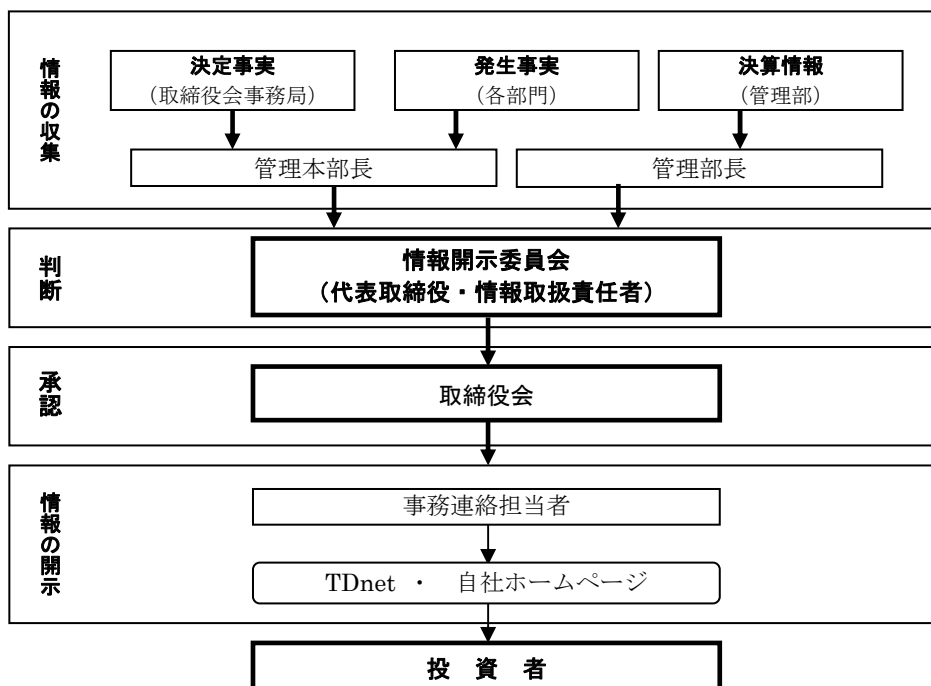 情報の収集
決定事実
（取締役会事務局）
発生事実
（各部門）
決算情報
（管理部）
管理本部長
管理部長
判断
情報開示委員会
（代表取締役・情報取扱責任者）
承認
取締役会
情報の開示
事務連絡担当者
TDnet ・ 自社ホームページ
投 資 者